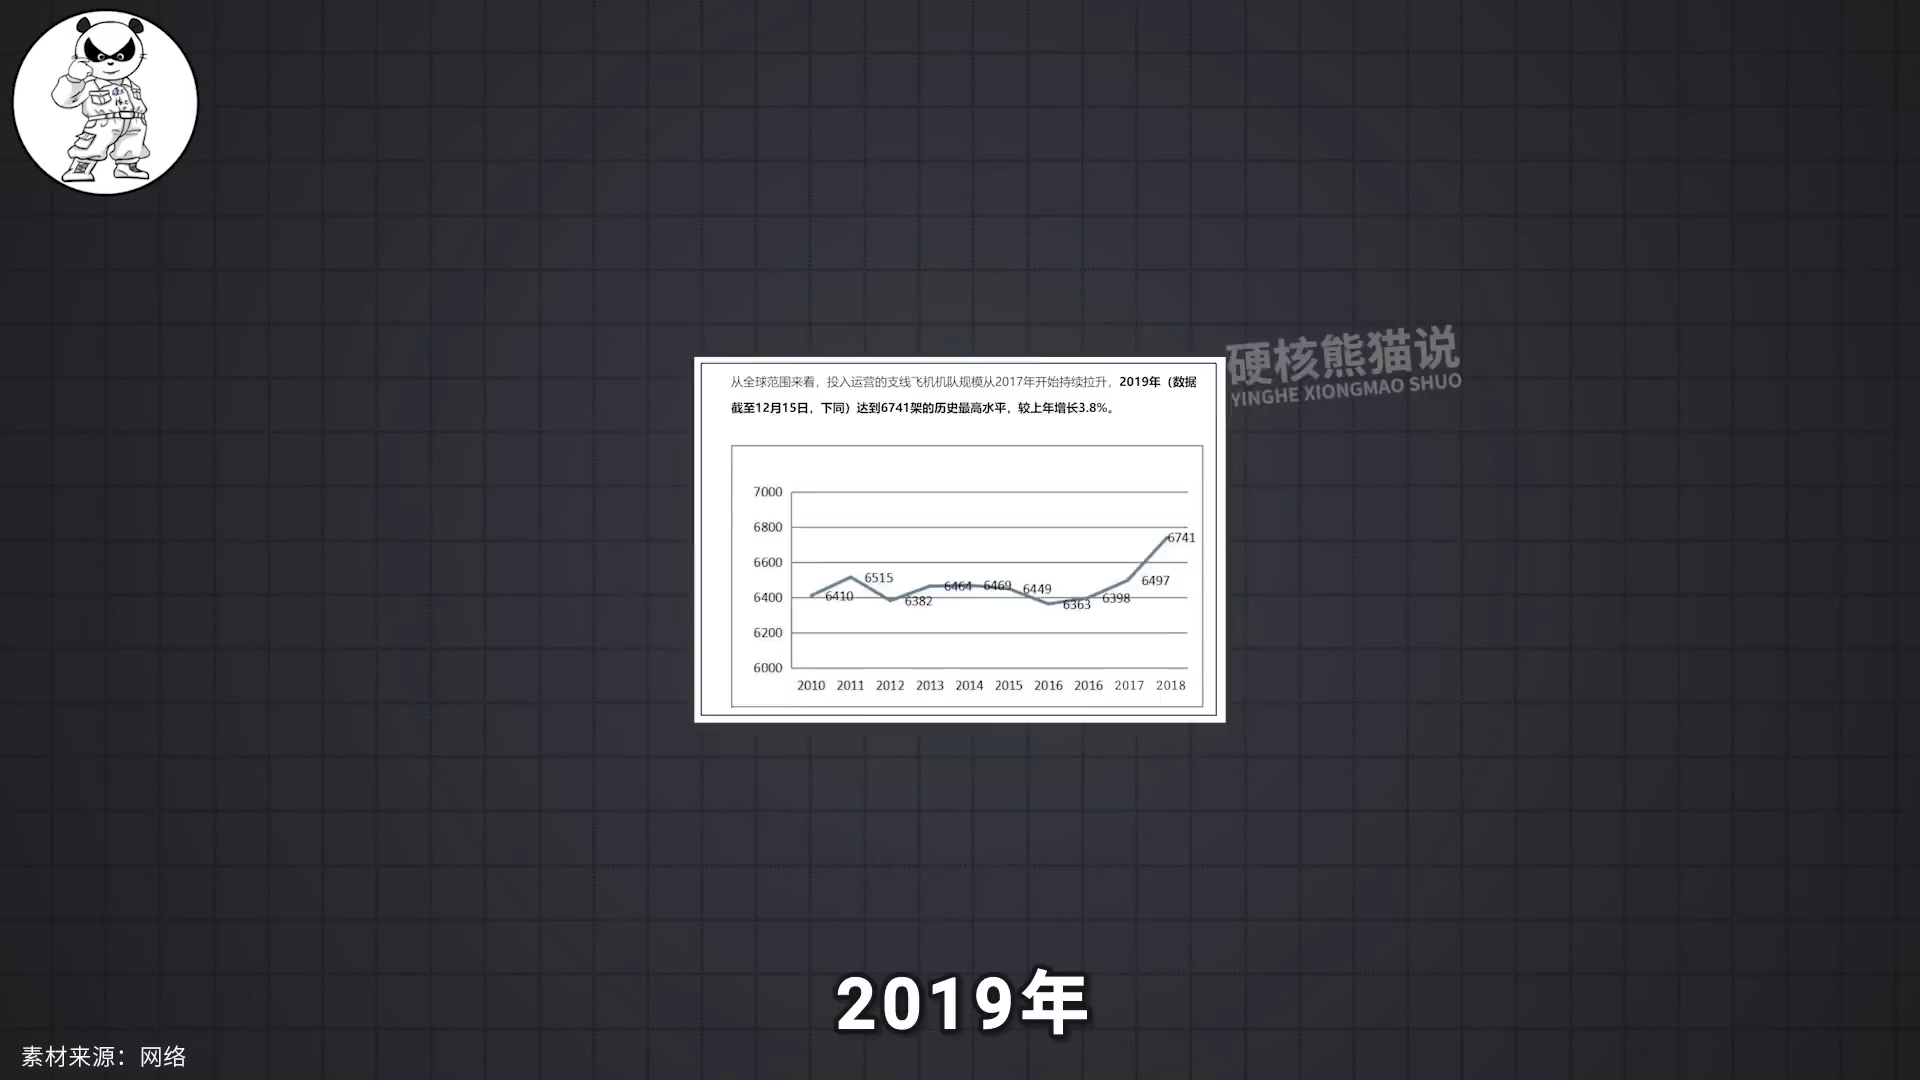 硬核熊猫说
YINGHE XIONGMAO SHUO
从全球范围来看，投入运营的支线飞机机队规模从2017年开始持续拉升，2019年（数据
截至12月15日，下同）达到6741架的历史最高水平，较上年增长3.8%。
7000
6800
6600
6400
6200
6000
6410
6515
6382
6464
6469
6449
6363
6398
6497
6741
2010 2011 2012 2013 2014 2015 2016 2016 2017 2018
2019年
素材来源：网络